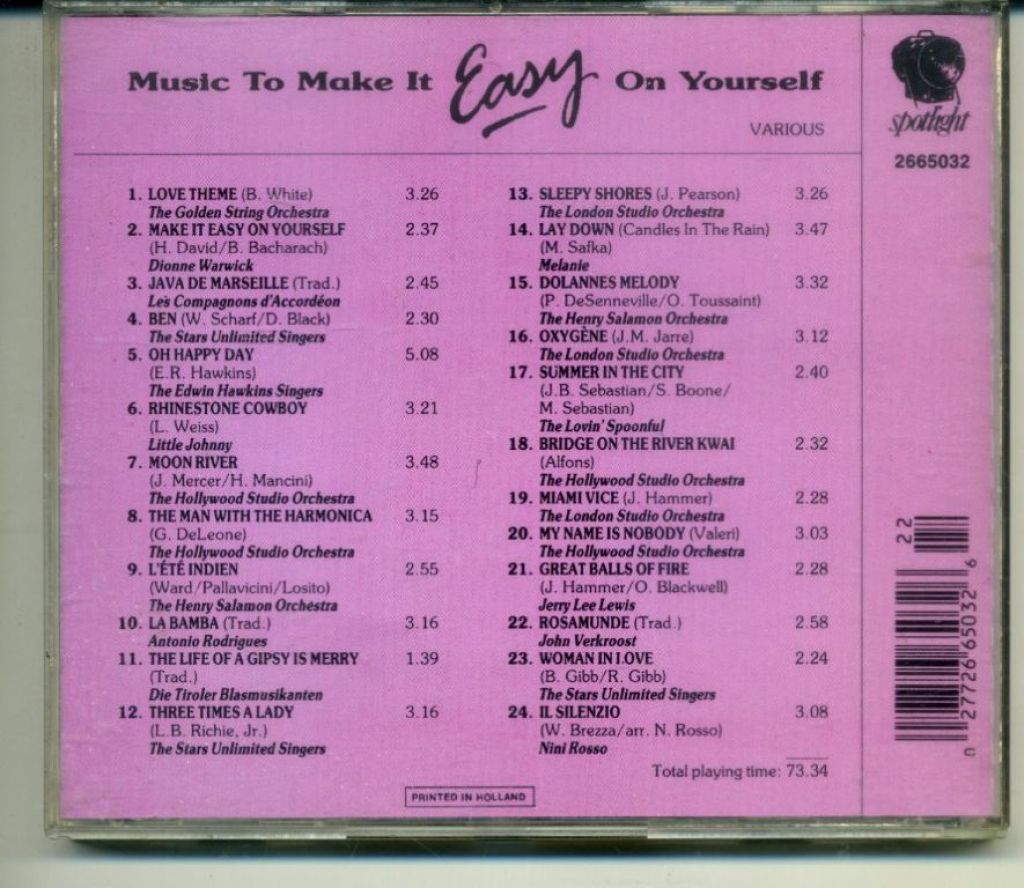 Music To Make It Easy On Yourself
VARIOUS
spotlight
2665032
1. LOVE THEME (B. White) 3.26
The Golden String Orchestra
2. MAKE IT EASY ON YOURSELF 2.37
(H. David/B. Bacharach)
Dionne Warwick
3. JAVA DE MARSEILLE (Trad.) 2.45
Les Compagnons d'Accordéon
4. BEN (W. Scharf/D. Black) 2.30
The Stars Unlimited Singers
5. OH HAPPY DAY 5.08
(E.R. Hawkins)
The Edwin Hawkins Singers
6. RHINESTONE COWBOY 3.21
(L. Weiss)
Little Johnny
7. MOON RIVER 3.48
(J. Mercer/H. Mancini)
The Hollywood Studio Orchestra
8. THE MAN WITH THE HARMONICA 3.15
(G. DeLeone)
The Hollywood Studio Orchestra
9. L'ÉTÉ INDIEN 2.55
(Ward/Pallavicini/Losito)
The Henry Salamon Orchestra
10. LA BAMBA (Trad.) 3.16
Antonio Rodrigues
11. THE LIFE OF A GIPSY IS MERRY 1.39
(Trad.)
Die Tiroler Blasmusikanten
12. THREE TIMES A LADY 3.16
(L.B. Richie, Jr.)
The Stars Unlimited Singers
13. SLEEPY SHORES (J. Pearson) 3.26
The London Studio Orchestra
14. LAY DOWN (Candles In The Rain) 3.47
(M. Safka)
Melanie
15. DOLANNES MELODY 3.32
(P. DeSenneville/O. Toussaint)
The Henry Salamon Orchestra
16. OXYGÈNE (J.M. Jarre) 3.12
The London Studio Orchestra
17. SUMMER IN THE CITY 2.40
(J.B. Sebastian/S. Boone/
M. Sebastian)
The Lovin' Spoonful
18. BRIDGE ON THE RIVER KWAI 2.32
(Alfons)
The Hollywood Studio Orchestra
19. MIAMI VICE (J. Hammer) 2.28
The London Studio Orchestra
20. MY NAME IS NOBODY (Valeri) 3.03
The Hollywood Studio Orchestra
21. GREAT BALLS OF FIRE 2.28
(J. Hammer/O. Blackwell)
Jerry Lee Lewis
22. ROSAMUNDE (Trad.) 2.58
John Verkroost
23. WOMAN IN LOVE 2.24
(B. Gibb/R. Gibb)
The Stars Unlimited Singers
24. IL SILENZIO 3.08
(W. Brezza/arr. N. Rosso)
Nini Rosso
Total playing time: 73.34
PRINTED IN HOLLAND
22
0 27726 65032 6